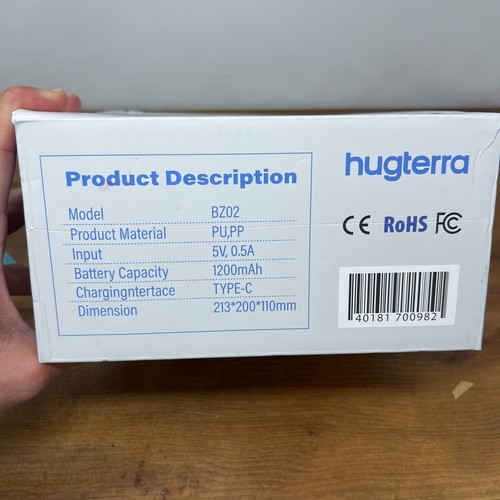 Product Description
Model BZ02
Product Material PU,PP
Input 5V, 0.5A
Battery Capacity 1200mAh
Chargingntertace TYPE-C
Dimension 213*200*110mm
hugterra
CE RoHS FC
40181 700982